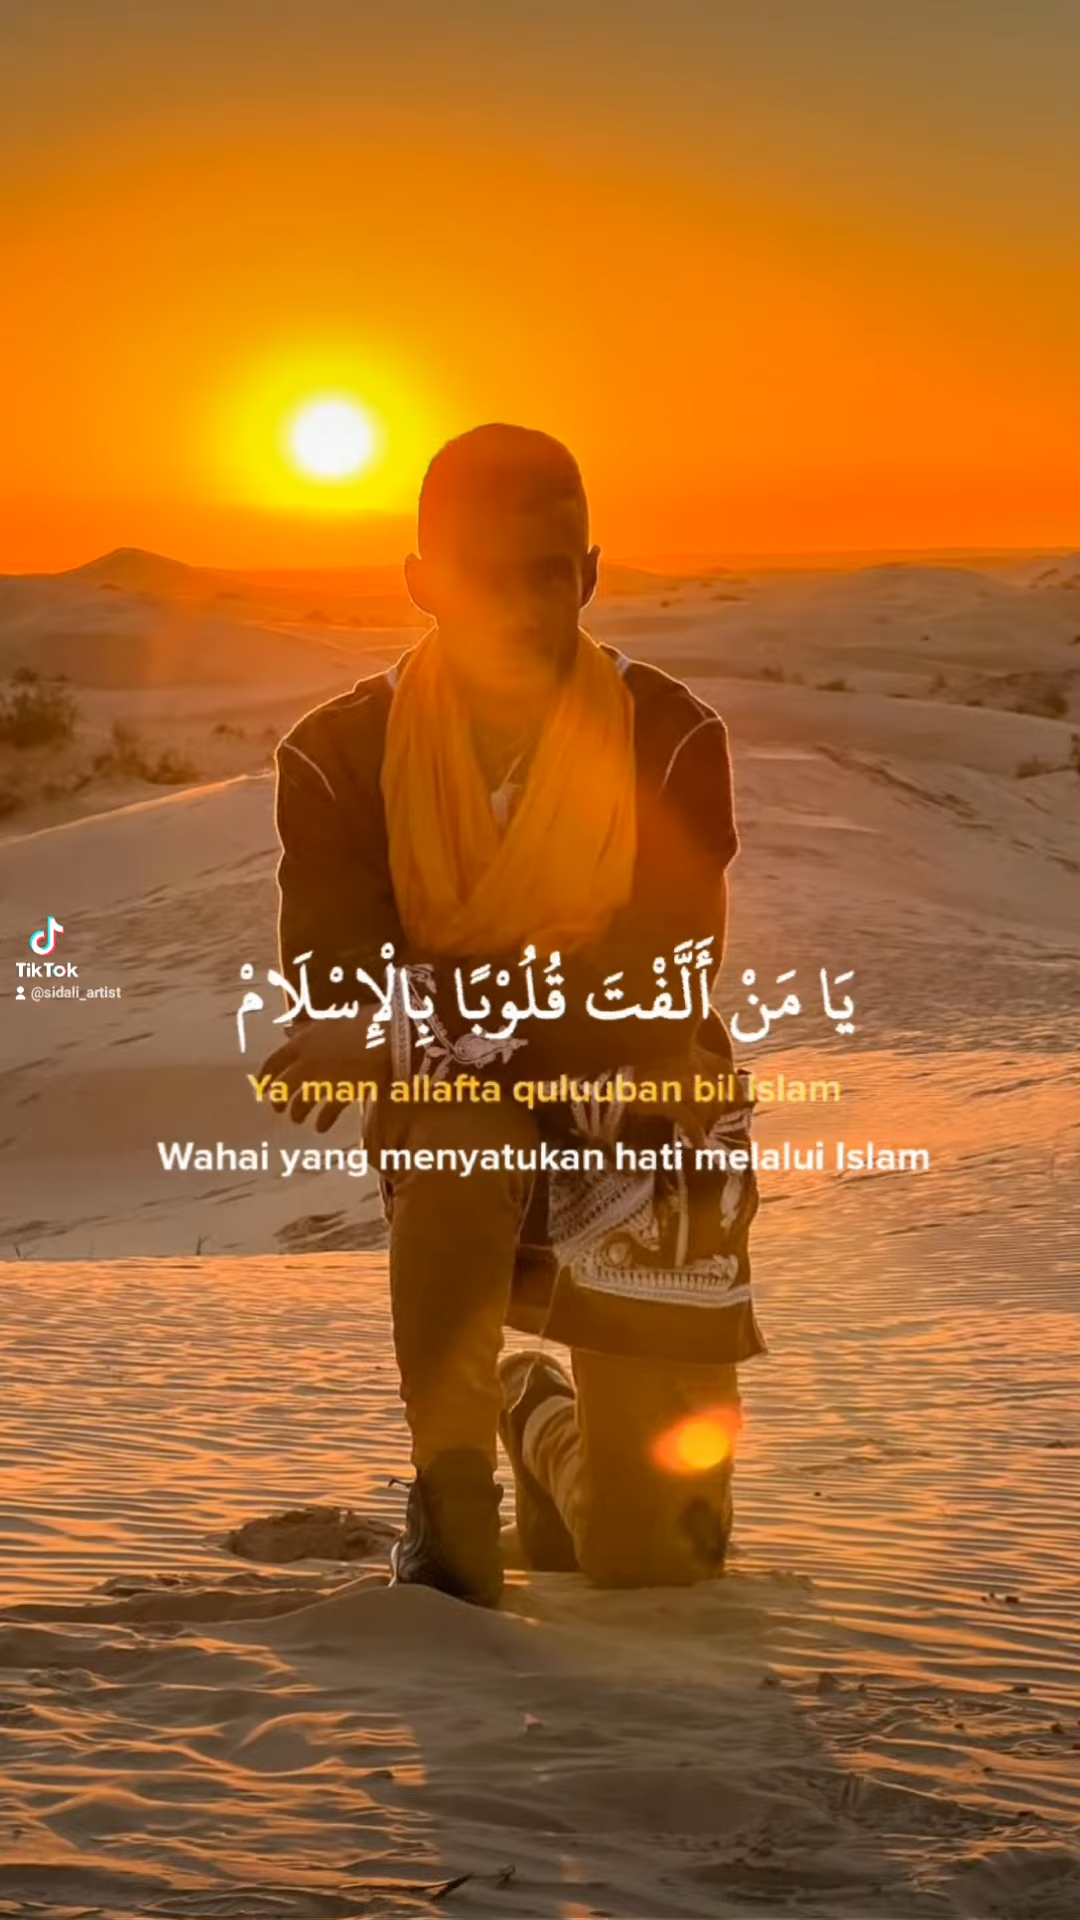 TikTok
@sidali_artist
يَا مَنْ أَلَّفْتَ قُلُوْبًا بِالْإِسْلَامْ
Ya man allafta quluuban bil Islam
Wahai yang menyatukan hati melalui Islam